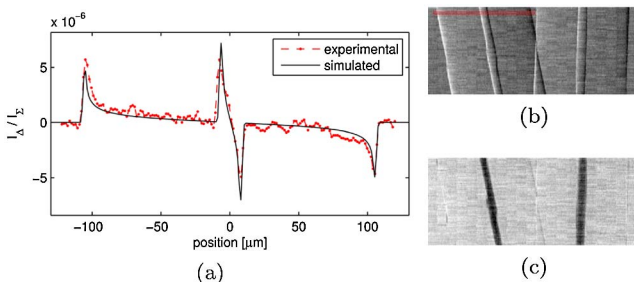 (a)
x 10⁻⁶
5
0
−5
I_Δ / I_Σ
experimental
simulated
−100
−50
0
50
100
position [μm]
(b)
(c)